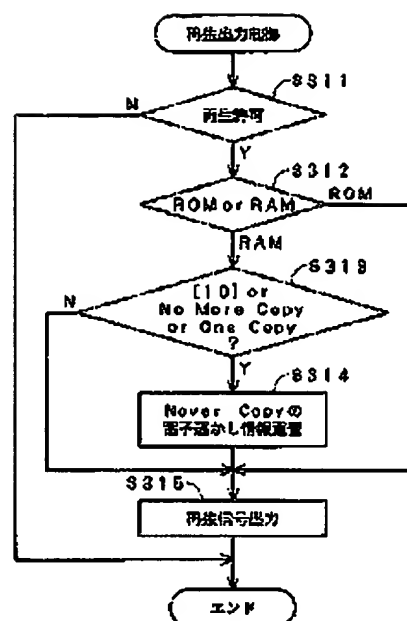 再生出力制御
S311
N
再生許可
Y
S312
ROM
ROM or RAM
RAM
S313
N
[10] or
No More Copy
or One Copy
?
Y
S314
Never Copyの
電子透かし情報重畳
S315
再生信号出力
エンド